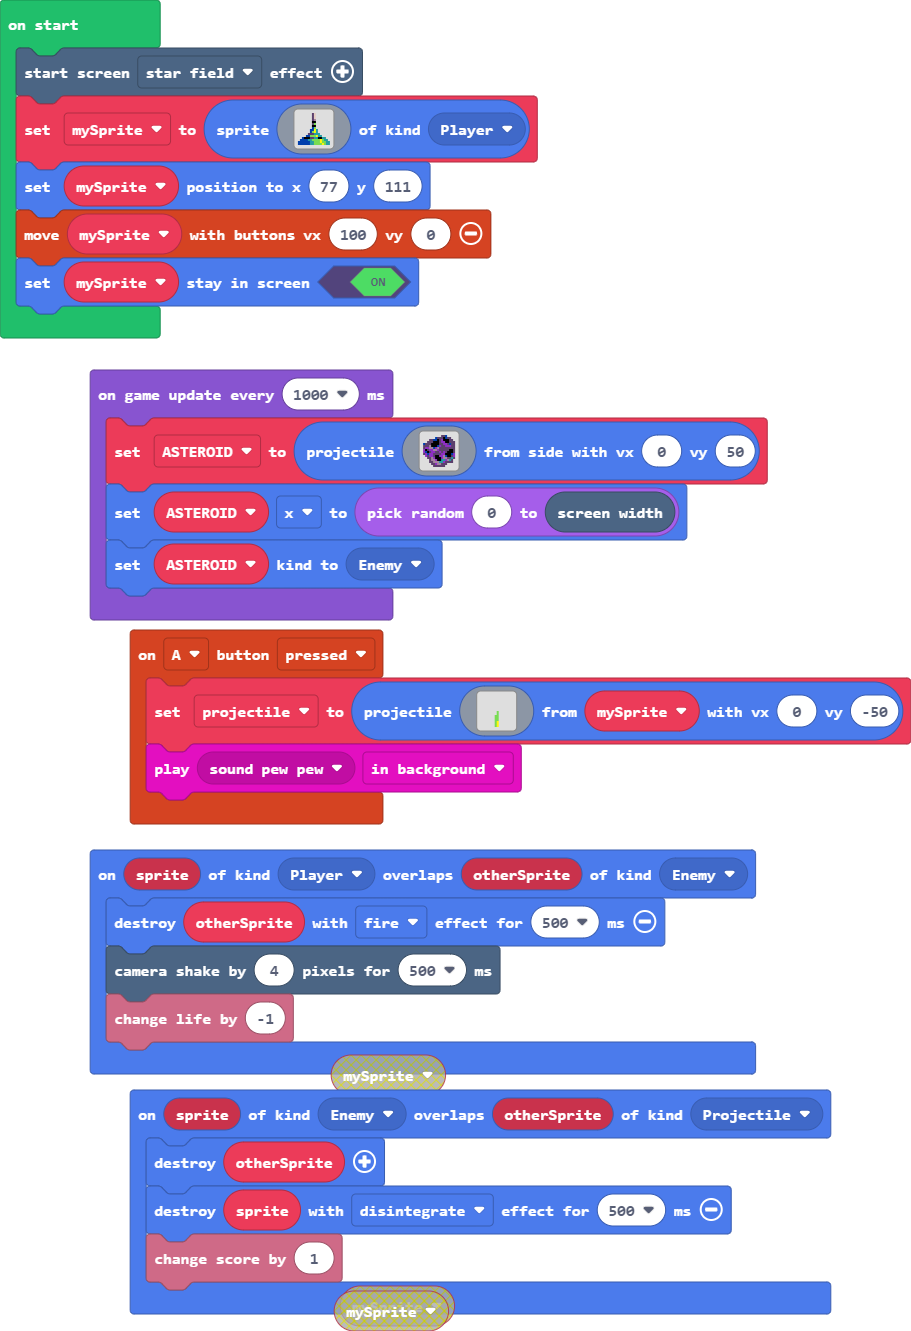 on start
start screen star field effect
set mySprite to sprite of kind Player
set mySprite position to x 77 y 111
move mySprite with buttons vx 100 vy 0
set mySprite stay in screen ON
on game update every 1000 ms
set ASTEROID to projectile from side with vx 0 vy 50
set ASTEROID x to pick random 0 to screen width
set ASTEROID kind to Enemy
on A button pressed
set projectile to projectile from mySprite with vx 0 vy -50
play sound pew pew in background
on sprite of kind Player overlaps otherSprite of kind Enemy
destroy otherSprite with fire effect for 500 ms
camera shake by 4 pixels for 500 ms
change life by -1
mySprite
on sprite of kind Enemy overlaps otherSprite of kind Projectile
destroy otherSprite
destroy sprite with disintegrate effect for 500 ms
change score by 1
mySprite